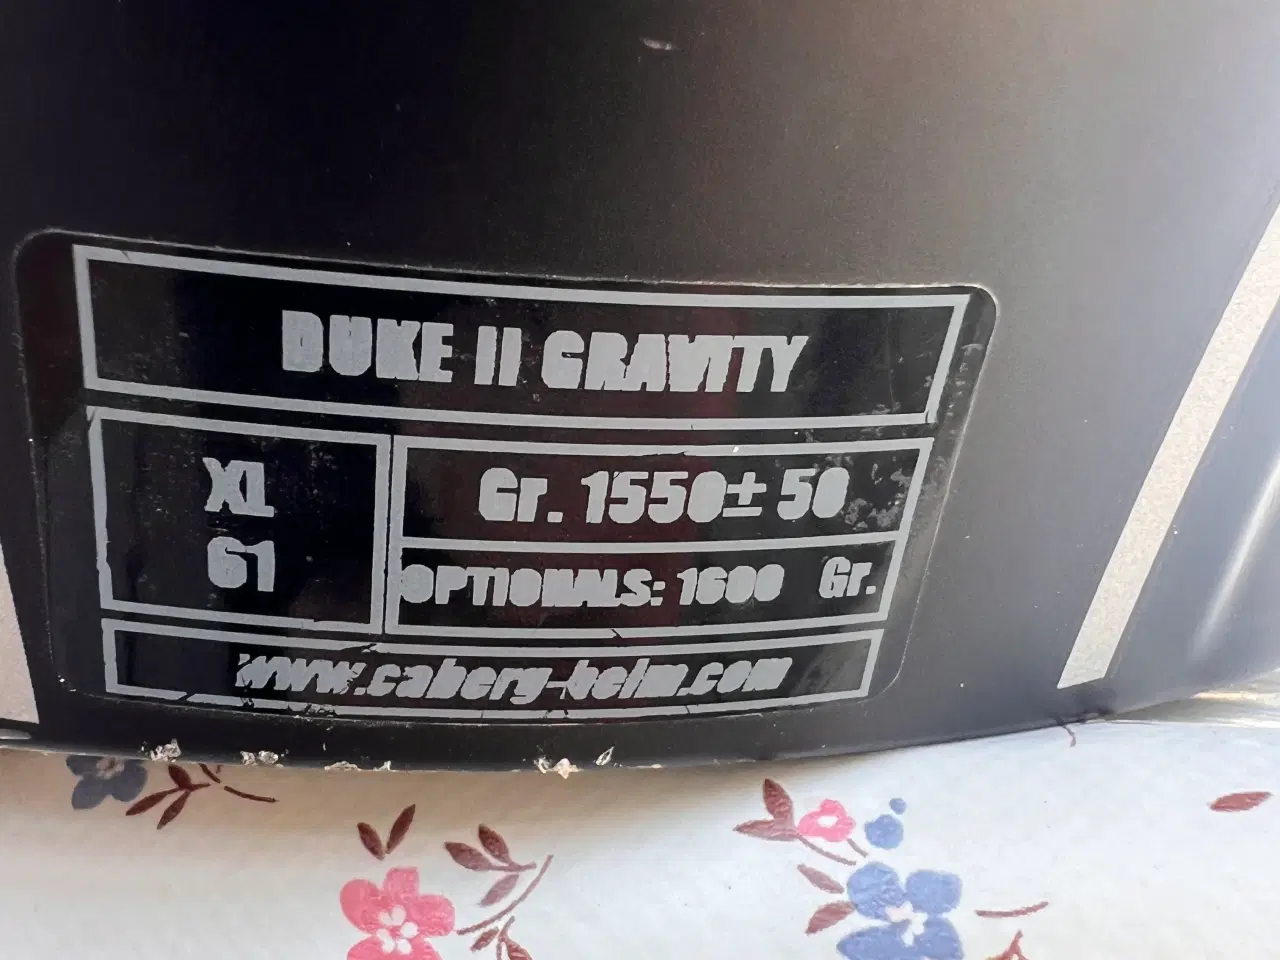 DUKE II GRAVITY
XL
61
Gr. 1550± 50
OPTIONALS: 1600 Gr.
www.caberg-helm.com